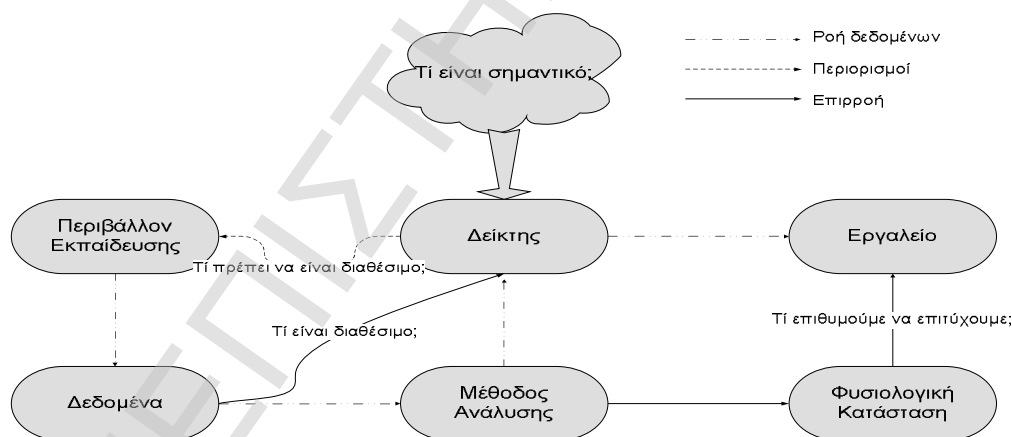 Τί είναι σημαντικό;
Ροή δεδομένων
Περιορισμοί
Επιρροή
Περιβάλλον
Εκπαίδευσης
Δείκτης
Εργαλείο
Τί πρέπει να είναι διαθέσιμο;
Τί είναι διαθέσιμο;
Τί επιθυμούμε να επιτύχουμε;
Δεδομένα
Μέθοδος
Ανάλυσης
Φυσιολογική
Κατάσταση